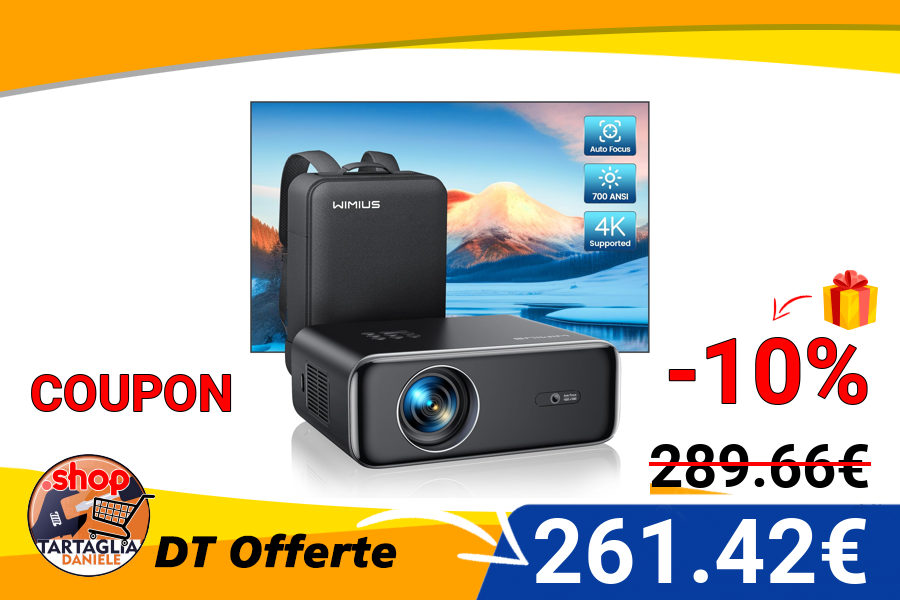 Auto Focus
700 ANSI
4K
Supported
WIMIUS
-10%
COUPON
289.66€
.shop
TARTAGLIA
DANIELE
DT Offerte
261.42€